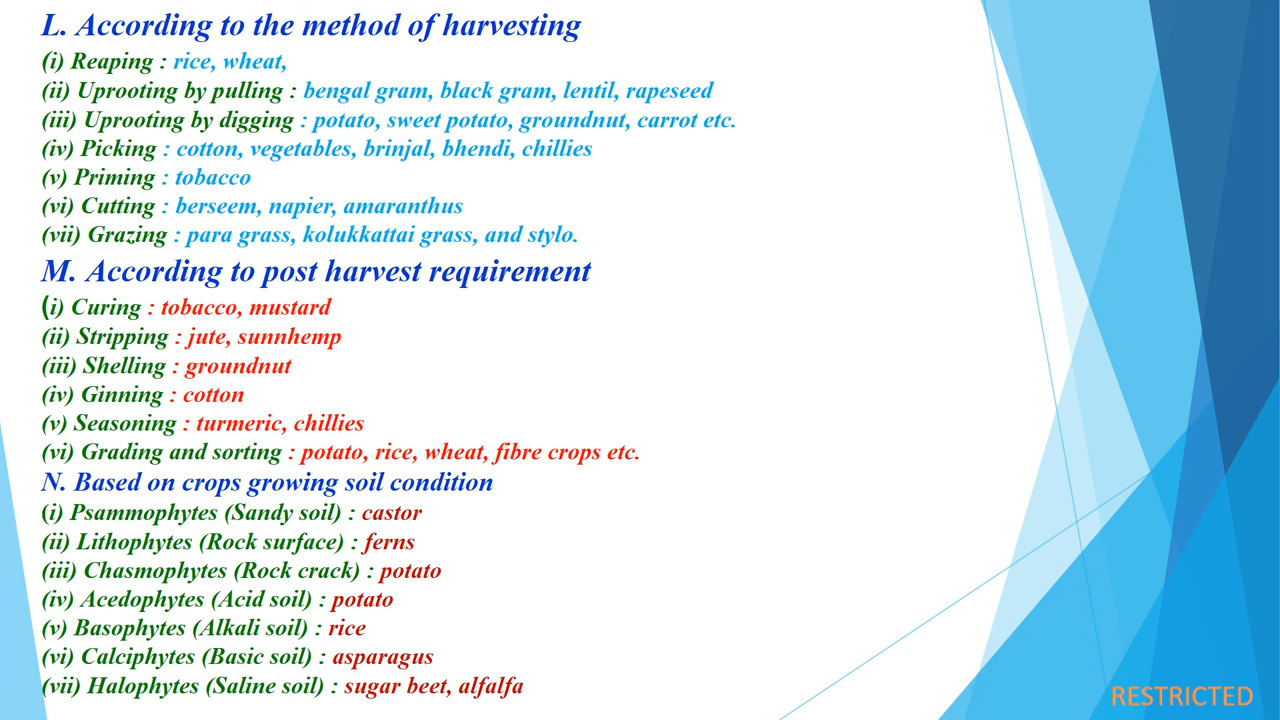 L. According to the method of harvesting
(i) Reaping : rice, wheat,
(ii) Uprooting by pulling : bengal gram, black gram, lentil, rapeseed
(iii) Uprooting by digging : potato, sweet potato, groundnut, carrot etc.
(iv) Picking : cotton, vegetables, brinjal, bhendi, chillies
(v) Priming : tobacco
(vi) Cutting : berseem, napier, amaranthus
(vii) Grazing : para grass, kolukkattai grass, and stylo.
M. According to post harvest requirement
(i) Curing : tobacco, mustard
(ii) Stripping : jute, sunnhemp
(iii) Shelling : groundnut
(iv) Ginning : cotton
(v) Seasoning : turmeric, chillies
(vi) Grading and sorting : potato, rice, wheat, fibre crops etc.
N. Based on crops growing soil condition
(i) Psammophytes (Sandy soil) : castor
(ii) Lithophytes (Rock surface) : ferns
(iii) Chasmophytes (Rock crack) : potato
(iv) Acedophytes (Acid soil) : potato
(v) Basophytes (Alkali soil) : rice
(vi) Calciphytes (Basic soil) : asparagus
(vii) Halophytes (Saline soil) : sugar beet, alfalfa
RESTRICTED